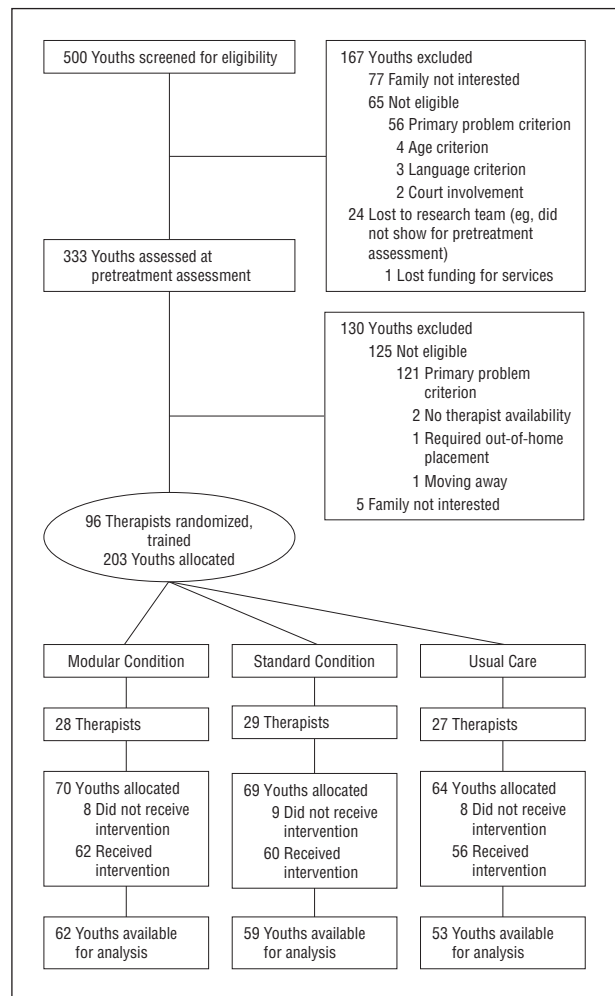 500 Youths screened for eligibility
167 Youths excluded
77 Family not interested
65 Not eligible
56 Primary problem criterion
4 Age criterion
3 Language criterion
2 Court involvement
24 Lost to research team (eg, did
not show for pretreatment
assessment)
1 Lost funding for services
333 Youths assessed at
pretreatment assessment
130 Youths excluded
125 Not eligible
121 Primary problem
criterion
2 No therapist availability
1 Required out-of-home
placement
1 Moving away
5 Family not interested
96 Therapists randomized,
trained
203 Youths allocated
Modular Condition
28 Therapists
70 Youths allocated
8 Did not receive
intervention
62 Received
intervention
62 Youths available
for analysis
Standard Condition
29 Therapists
69 Youths allocated
9 Did not receive
intervention
60 Received
intervention
59 Youths available
for analysis
Usual Care
27 Therapists
64 Youths allocated
8 Did not receive
intervention
56 Received
intervention
53 Youths available
for analysis